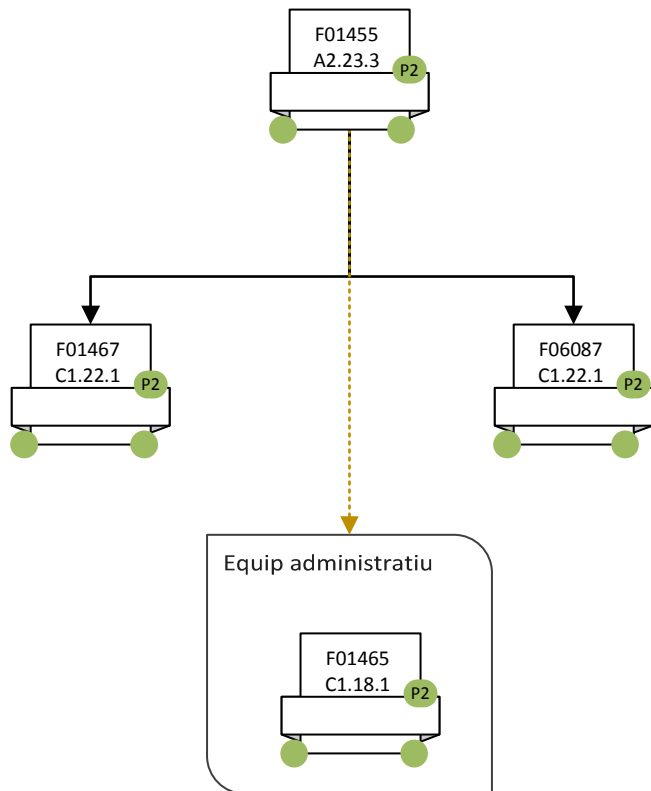 F01455
A2.23.3
P2
F01467
C1.22.1
P2
F06087
C1.22.1
P2
Equip administratiu
F01465
C1.18.1
P2